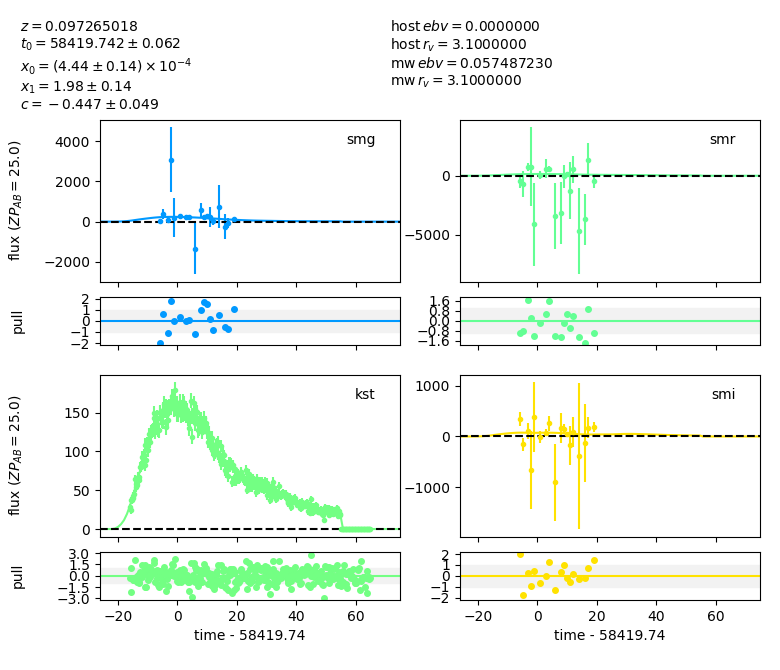 z = 0.097265018
t₀ = 58419.742 ± 0.062
x₀ = (4.44 ± 0.14) × 10⁻⁴
x₁ = 1.98 ± 0.14
c = −0.447 ± 0.049
host ebv = 0.0000000
host r_v = 3.1000000
mw ebv = 0.057487230
mw r_v = 3.1000000
smg
4000
2000
0
−2000
flux (ZP_AB = 25.0)
2
1
0
−1
−2
pull
smr
0
−5000
1.6
0.8
0.0
−0.8
−1.6
kst
150
100
50
0
flux (ZP_AB = 25.0)
3.0
1.5
0.0
−1.5
−3.0
pull
−20 0 20 40 60
time - 58419.74
smi
1000
0
−1000
2
1
0
−1
−2
−20 0 20 40 60
time - 58419.74